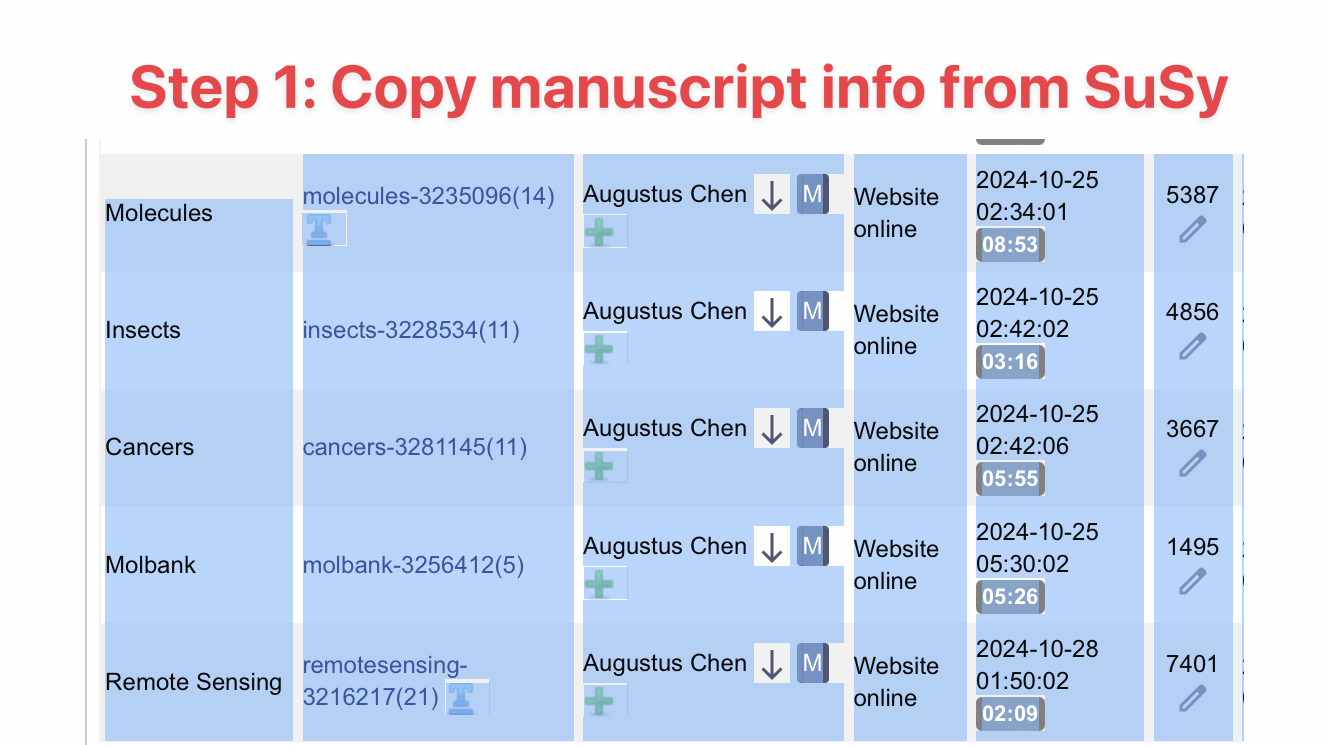 Step 1: Copy manuscript info from SuSy
Molecules
molecules-3235096(14)
T
Augustus Chen ↓ M
Website
online
2024-10-25
02:34:01
08:53
5387
Insects
insects-3228534(11)
Augustus Chen ↓ M
Website
online
2024-10-25
02:42:02
03:16
4856
Cancers
cancers-3281145(11)
Augustus Chen ↓ M
Website
online
2024-10-25
02:42:06
05:55
3667
Molbank
molbank-3256412(5)
Augustus Chen ↓ M
Website
online
2024-10-25
05:30:02
05:26
1495
Remote Sensing
remotesensing-
3216217(21) T
Augustus Chen ↓ M
Website
online
2024-10-28
01:50:02
02:09
7401